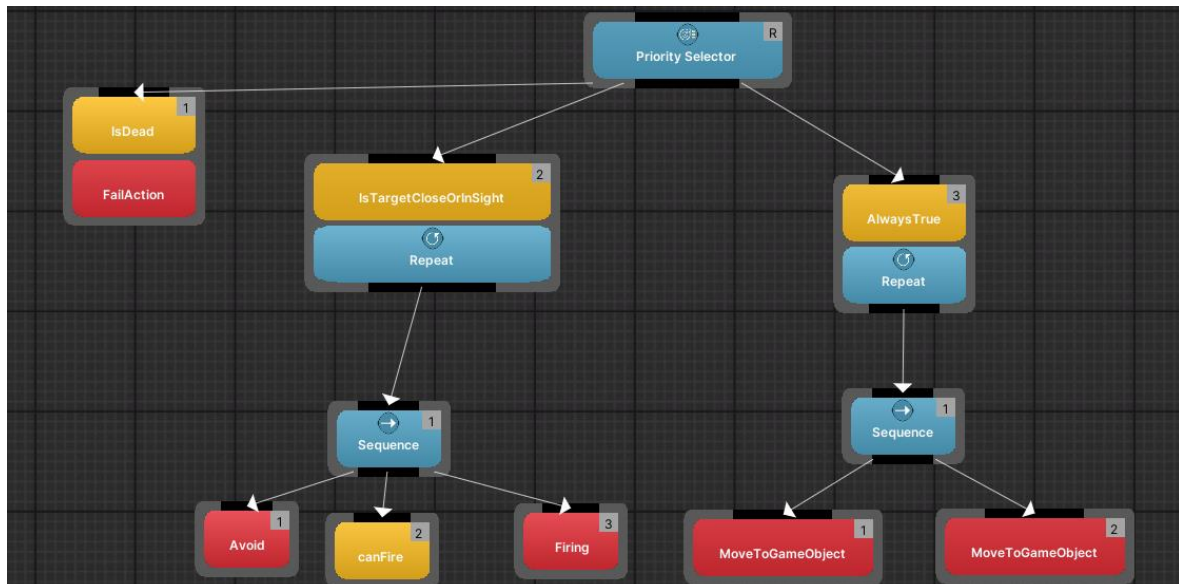 R
Priority Selector
1
IsDead
FailAction
2
IsTargetCloseOrInSight
Repeat
3
AlwaysTrue
Repeat
1
Sequence
1
Sequence
1
Avoid
2
canFire
3
Firing
1
MoveToGameObject
2
MoveToGameObject